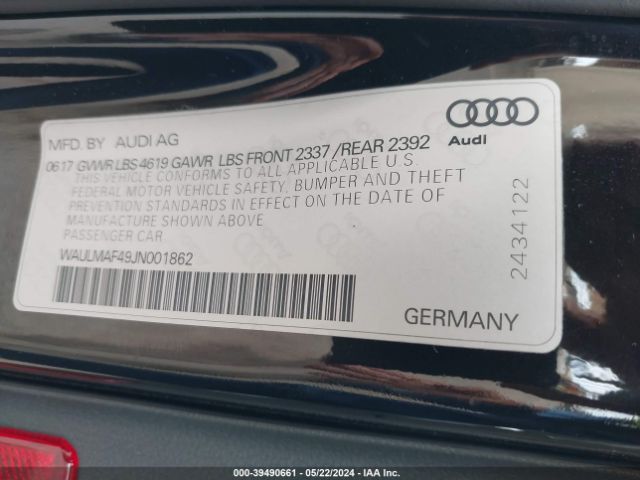 MFD. BY AUDI AG
0617 GVWR LBS 4619 GAWR LBS FRONT 2337 /REAR 2392
THIS VEHICLE CONFORMS TO ALL APPLICABLE U.S.
FEDERAL MOTOR VEHICLE SAFETY, BUMPER AND THEFT
PREVENTION STANDARDS IN EFFECT ON THE DATE OF
MANUFACTURE SHOWN ABOVE
PASSENGER CAR
WAULMAF49JN001862
Audi
2434122
GERMANY
000-39490661 - 05/22/2024 - IAA Inc.